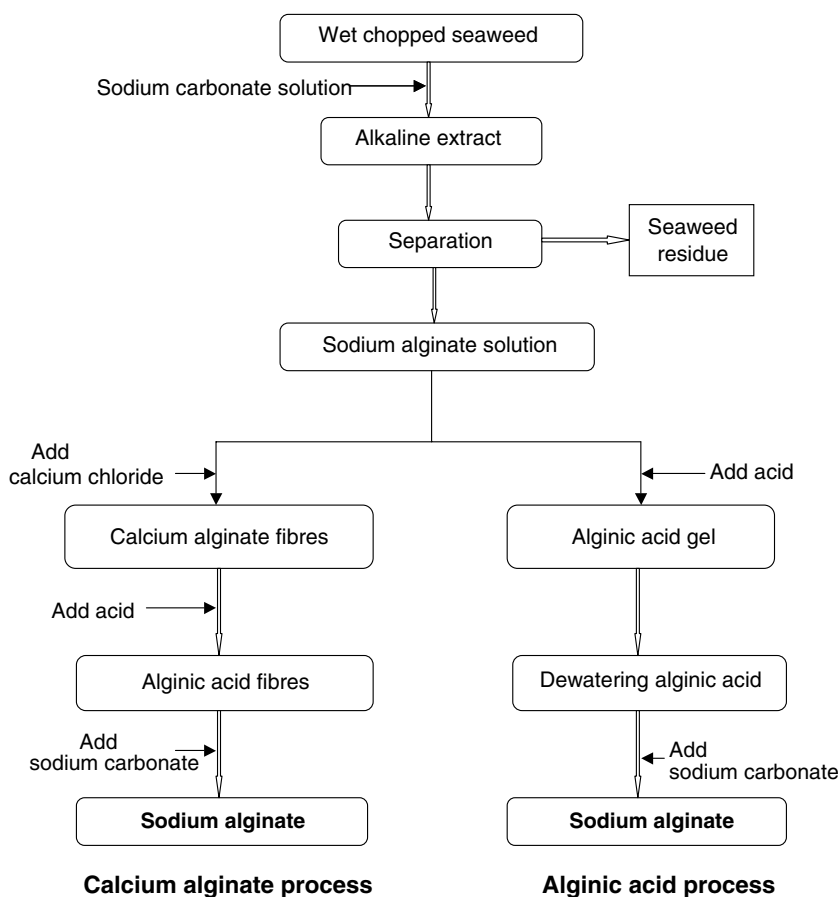 Wet chopped seaweed
Sodium carbonate solution
Alkaline extract
Separation
Seaweed
residue
Sodium alginate solution
Add
calcium chloride
Add acid
Calcium alginate fibres
Alginic acid gel
Add acid
Alginic acid fibres
Dewatering alginic acid
Add
sodium carbonate
Add
sodium carbonate
Sodium alginate
Sodium alginate
Calcium alginate process
Alginic acid process